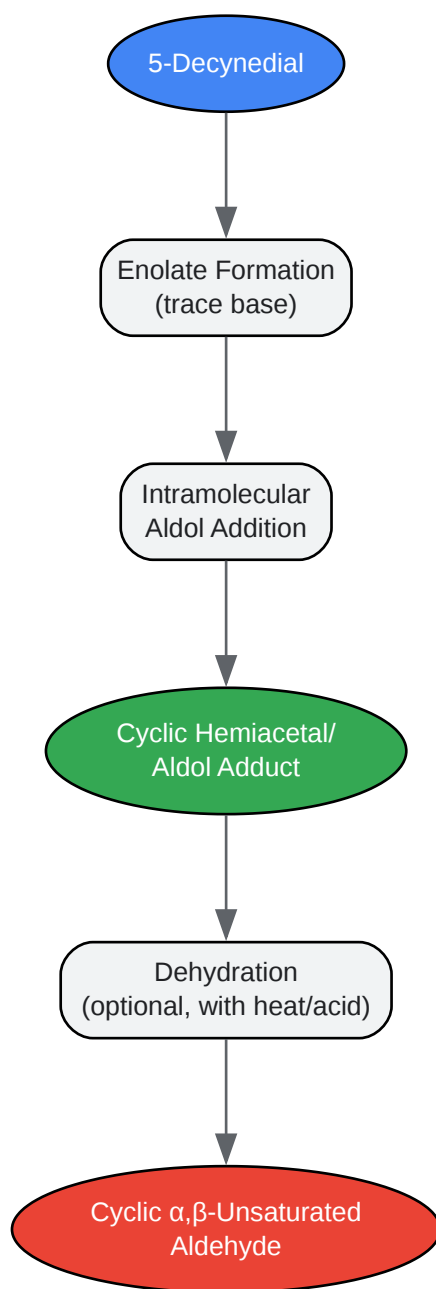 5-Decynedial
Enolate Formation
(trace base)
Intramolecular
Aldol Addition
Cyclic Hemiacetal/
Aldol Adduct
Dehydration
(optional, with heat/acid)
Cyclic α,β-Unsaturated
Aldehyde